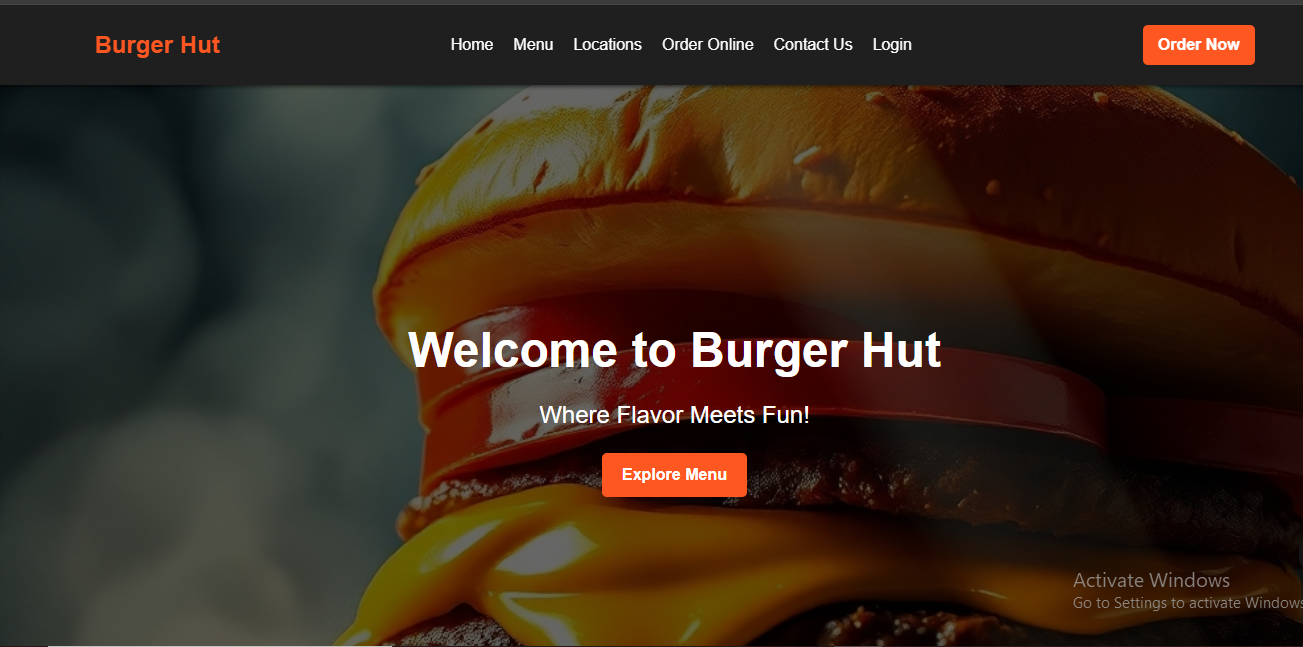 Burger Hut
Home Menu Locations Order Online Contact Us Login
Order Now
Welcome to Burger Hut
Where Flavor Meets Fun!
Explore Menu
Activate Windows
Go to Settings to activate Windows